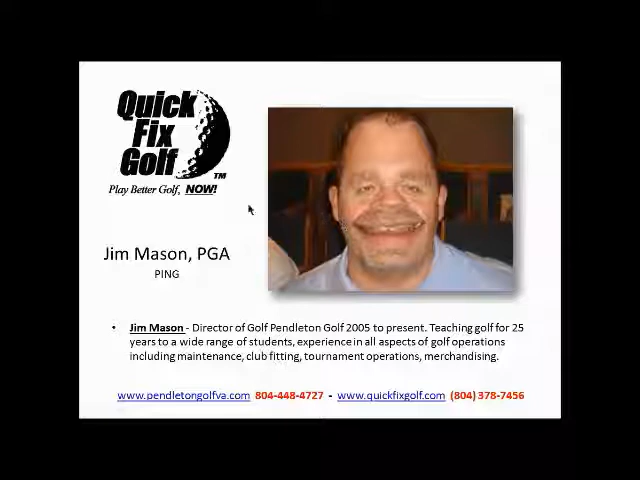 Quick
Fix
Golf
TM
Play Better Golf, NOW!
Jim Mason, PGA
PING
• Jim Mason - Director of Golf Pendleton Golf 2005 to present. Teaching golf for 25
years to a wide range of students, experience in all aspects of golf operations
including maintenance, club fitting, tournament operations, merchandising.
www.pendletongolfva.com 804-448-4727 - www.quickfixgolf.com (804) 378-7456